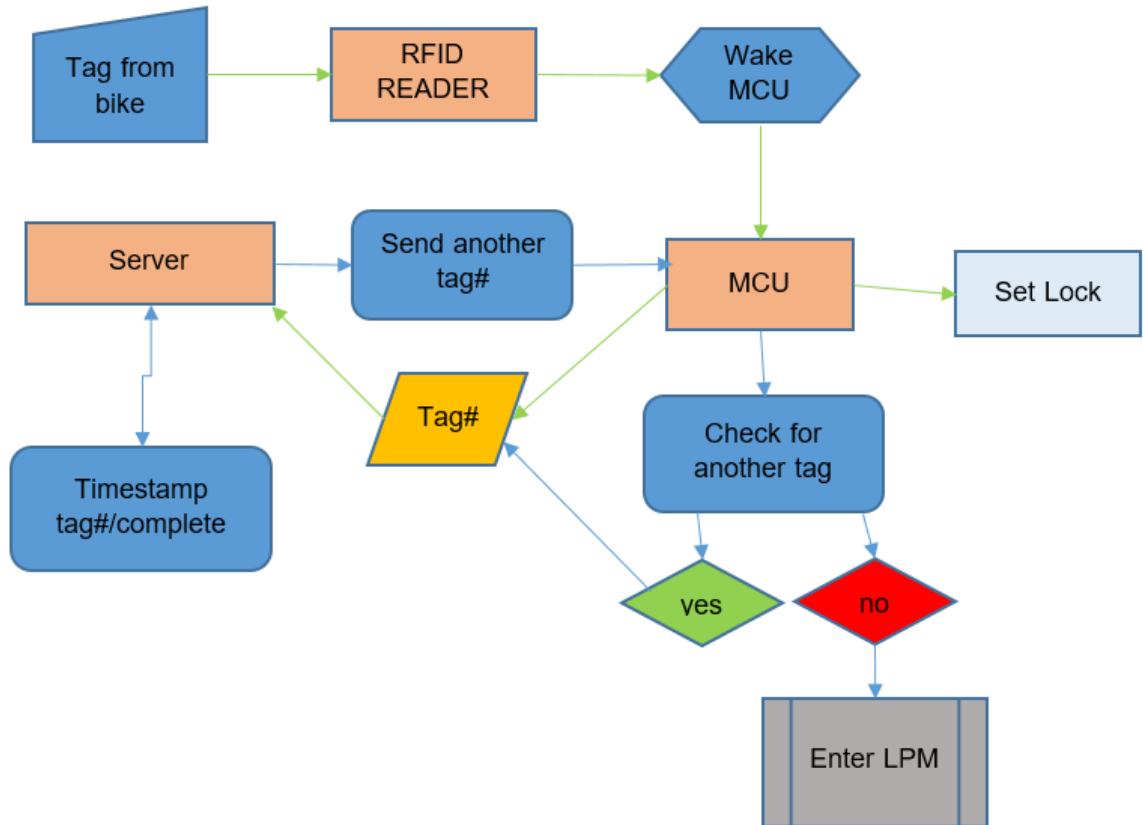 Tag from
bike
RFID
READER
Wake
MCU
Server
Send another
tag#
MCU
Set Lock
Tag#
Check for
another tag
Timestamp
tag#/complete
yes
no
Enter LPM